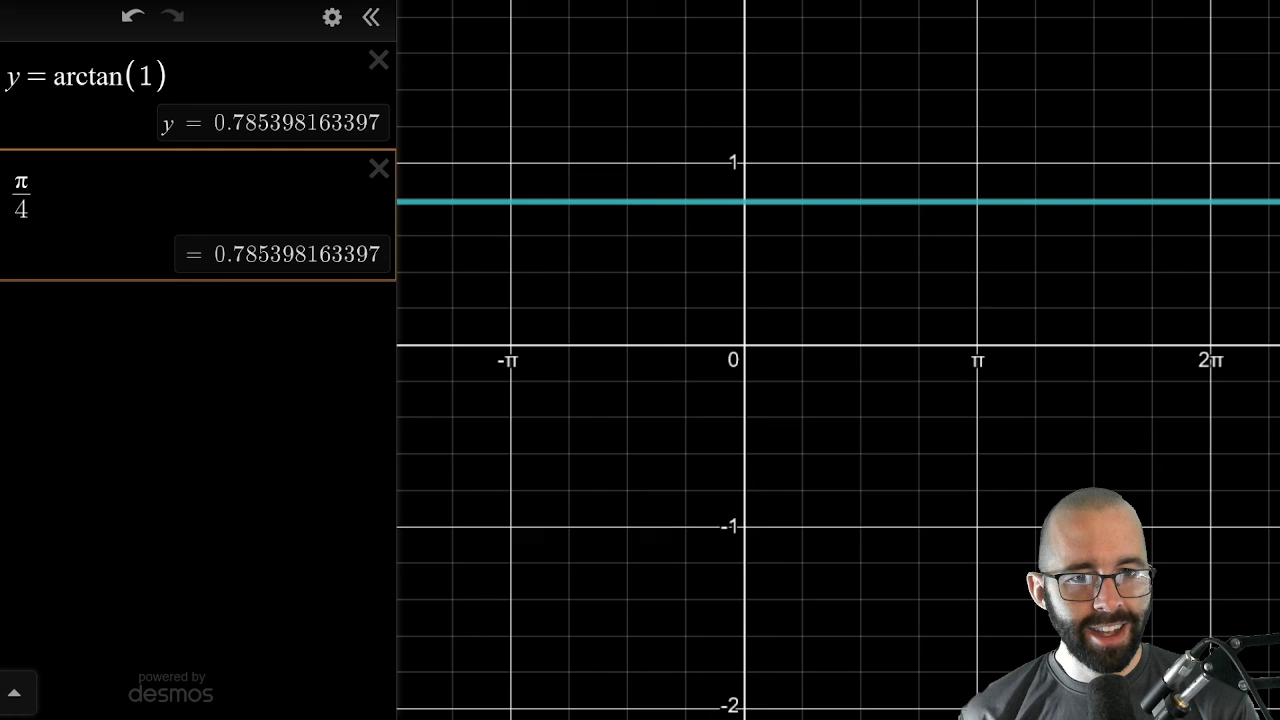 y = arctan(1)
y = 0.785398163397
π
4
= 0.785398163397
1
-π
0
π
2π
-1
-2
powered by
desmos